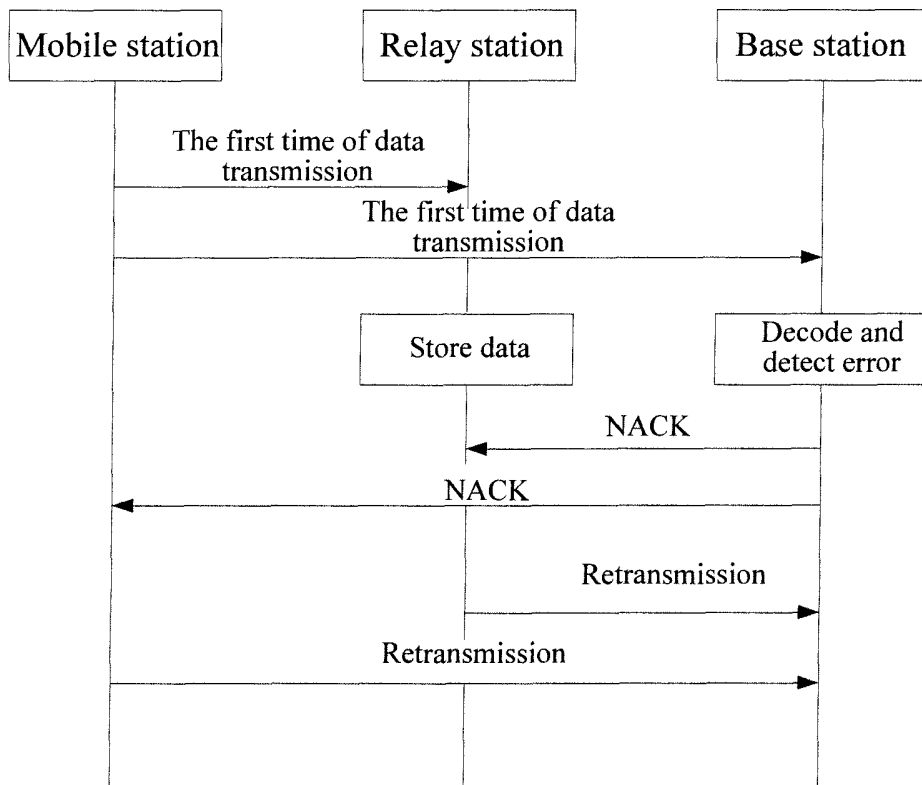 Mobile station
Relay station
Base station
The first time of data
transmission
The first time of data
transmission
Store data
Decode and
detect error
NACK
NACK
Retransmission
Retransmission